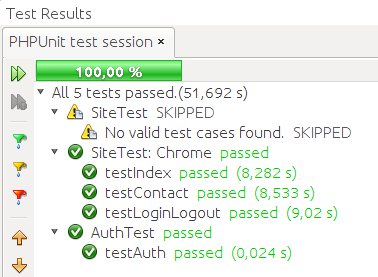 Test Results
PHPUnit test session ×
100,00 %
All 5 tests passed.(51,692 s)
SiteTest SKIPPED
No valid test cases found. SKIPPED
SiteTest: Chrome passed
testIndex passed (8,282 s)
testContact passed (8,533 s)
testLoginLogout passed (9,02 s)
AuthTest passed
testAuth passed (0,024 s)